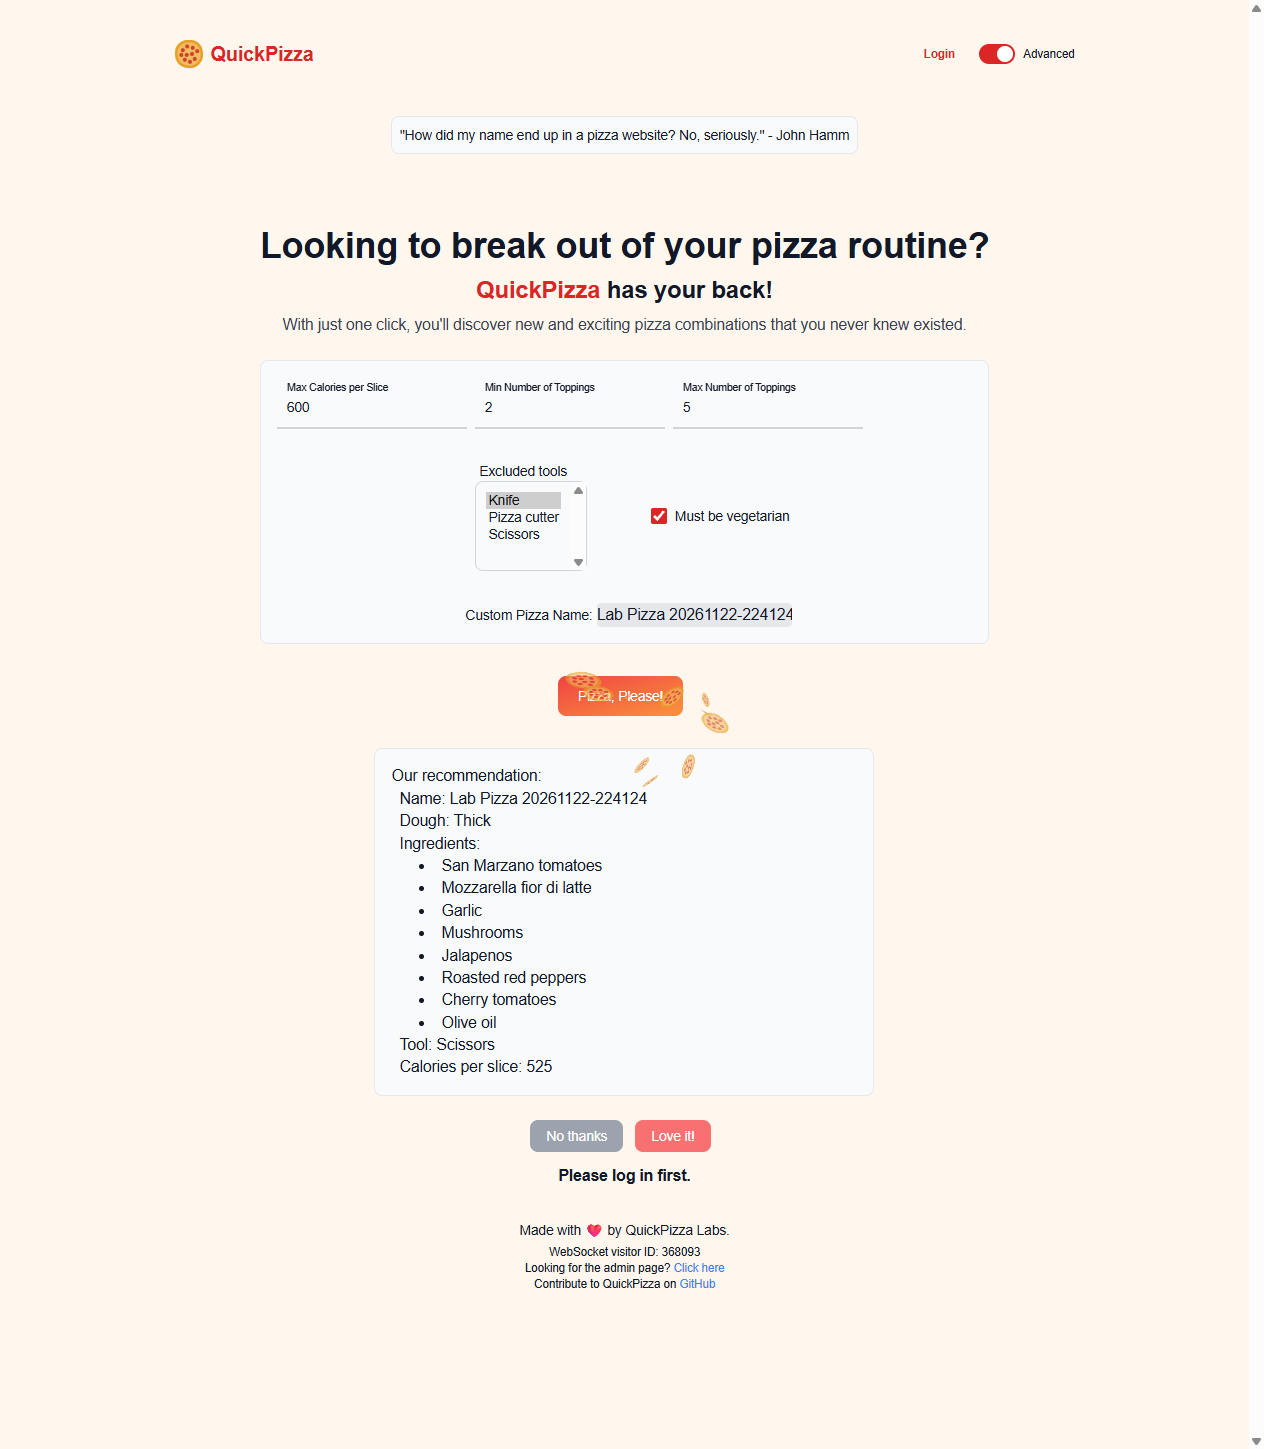 QuickPizza
Login
Advanced
"How did my name end up in a pizza website? No, seriously." - John Hamm
Looking to break out of your pizza routine?
QuickPizza has your back!
With just one click, you'll discover new and exciting pizza combinations that you never knew existed.
Max Calories per Slice
600
Min Number of Toppings
2
Max Number of Toppings
5
Excluded tools
Knife
Pizza cutter
Scissors
Must be vegetarian
Custom Pizza Name: Lab Pizza 20261122-224124
Pizza, Please!
Our recommendation:
Name: Lab Pizza 20261122-224124
Dough: Thick
Ingredients:
San Marzano tomatoes
Mozzarella fior di latte
Garlic
Mushrooms
Jalapenos
Roasted red peppers
Cherry tomatoes
Olive oil
Tool: Scissors
Calories per slice: 525
No thanks
Love it!
Please log in first.
Made with ❤️ by QuickPizza Labs.
WebSocket visitor ID: 368093
Looking for the admin page? Click here
Contribute to QuickPizza on GitHub